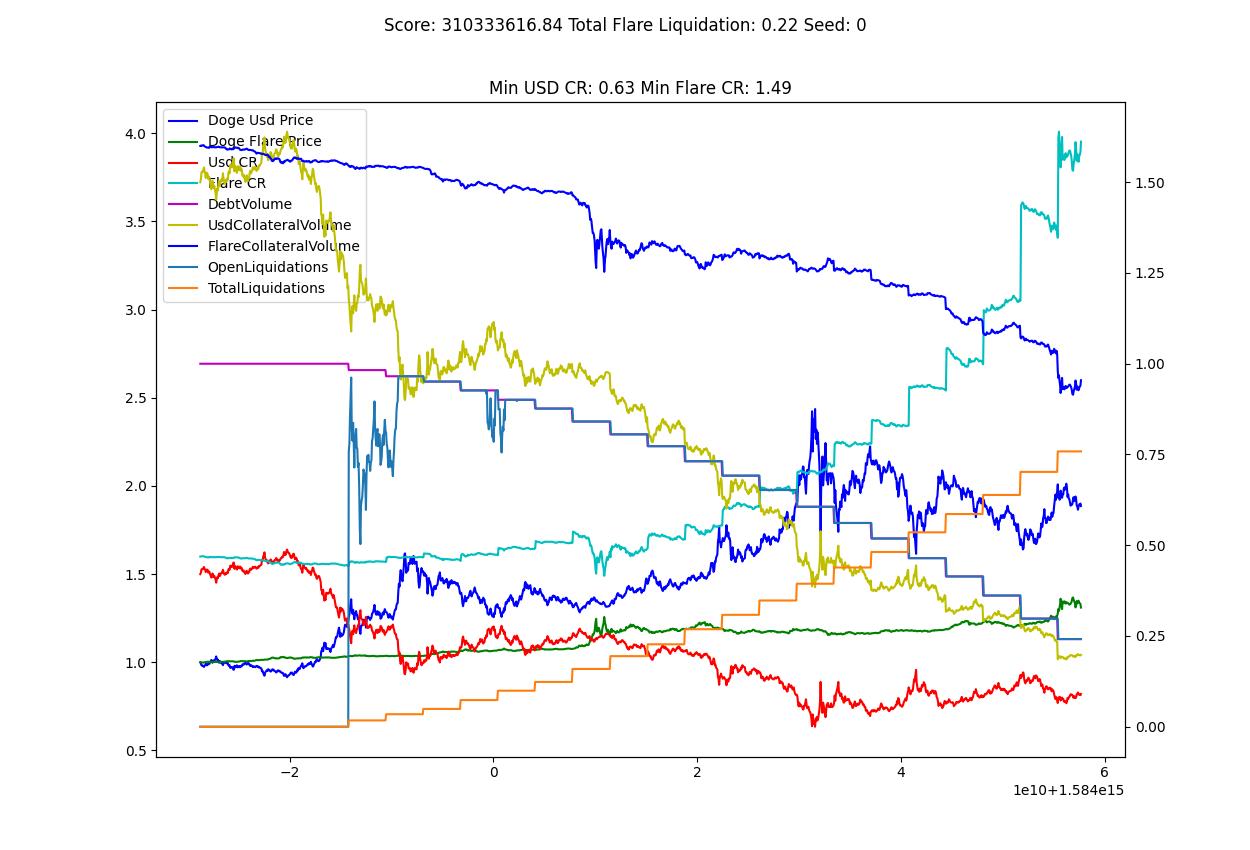 Score: 310333616.84 Total Flare Liquidation: 0.22 Seed: 0
Min USD CR: 0.63 Min Flare CR: 1.49
Doge Usd Price
Doge Flare Price
Usd CR
Flare CR
DebtVolume
UsdCollateralVolume
FlareCollateralVolume
OpenLiquidations
TotalLiquidations
4.0
3.5
3.0
2.5
2.0
1.5
1.0
0.5
1.50
1.25
1.00
0.75
0.50
0.25
0.00
−2 0 2 4 6
1e10+1.584e15